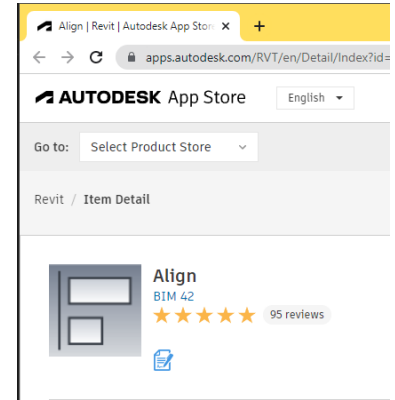 Align | Revit | Autodesk App Stor
apps.autodesk.com/RVT/en/Detail/Index?id=
AUTODESK App Store
English
Go to: Select Product Store
Revit / Item Detail
Align
BIM 42
95 reviews